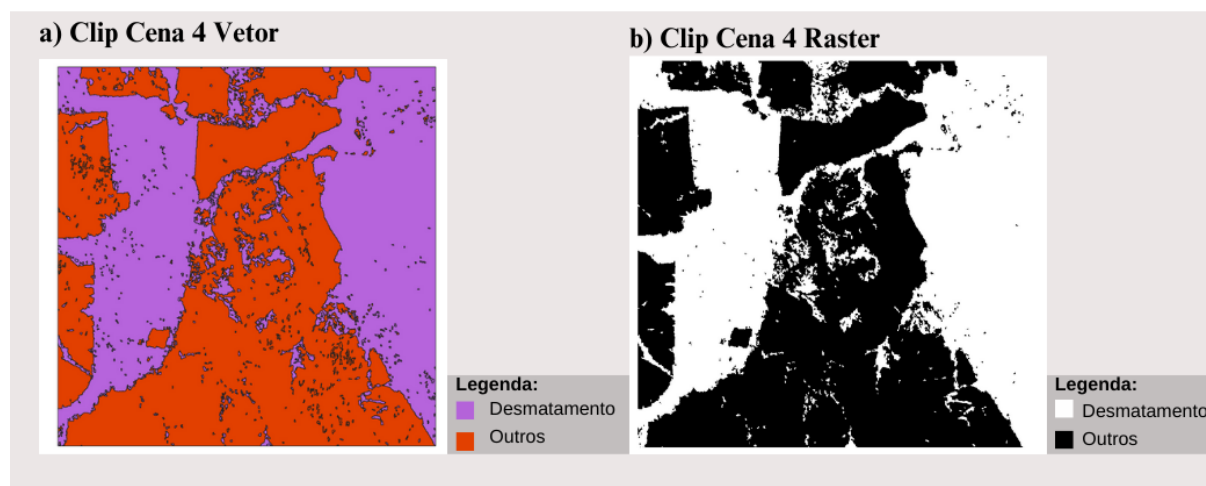 a) Clip Cena 4 Vetor
b) Clip Cena 4 Raster
Legenda:
Desmatamento
Outros
Legenda:
Desmatamento
Outros